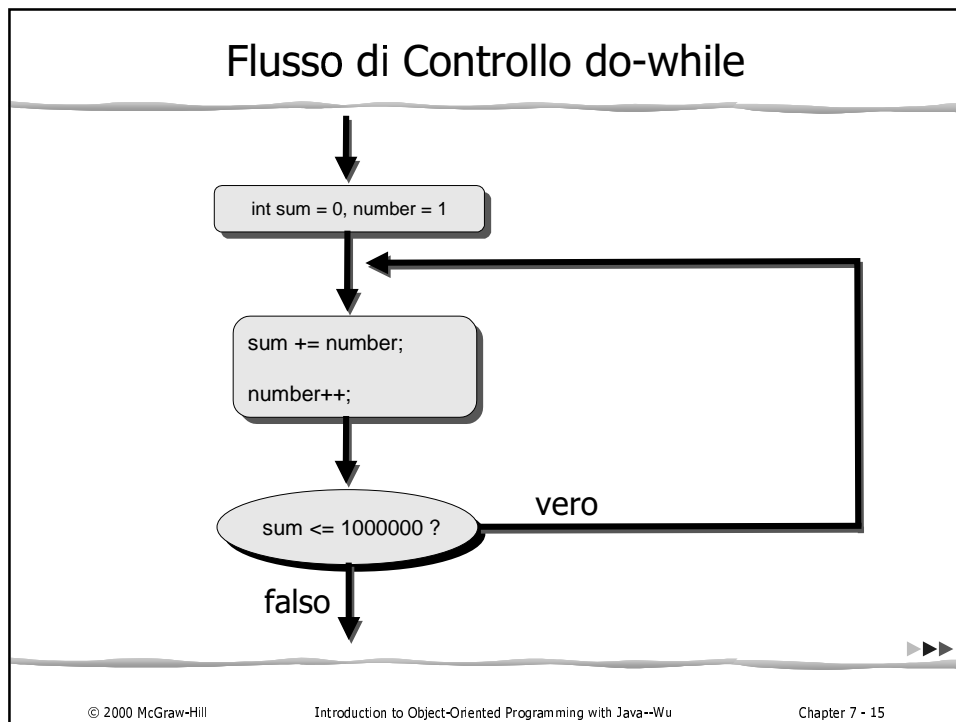 Flusso di Controllo do-while
int sum = 0, number = 1
sum += number;
number++;
sum <= 1000000 ?
vero
falso
© 2000 McGraw-Hill
Introduction to Object-Oriented Programming with Java--Wu
Chapter 7 - 15